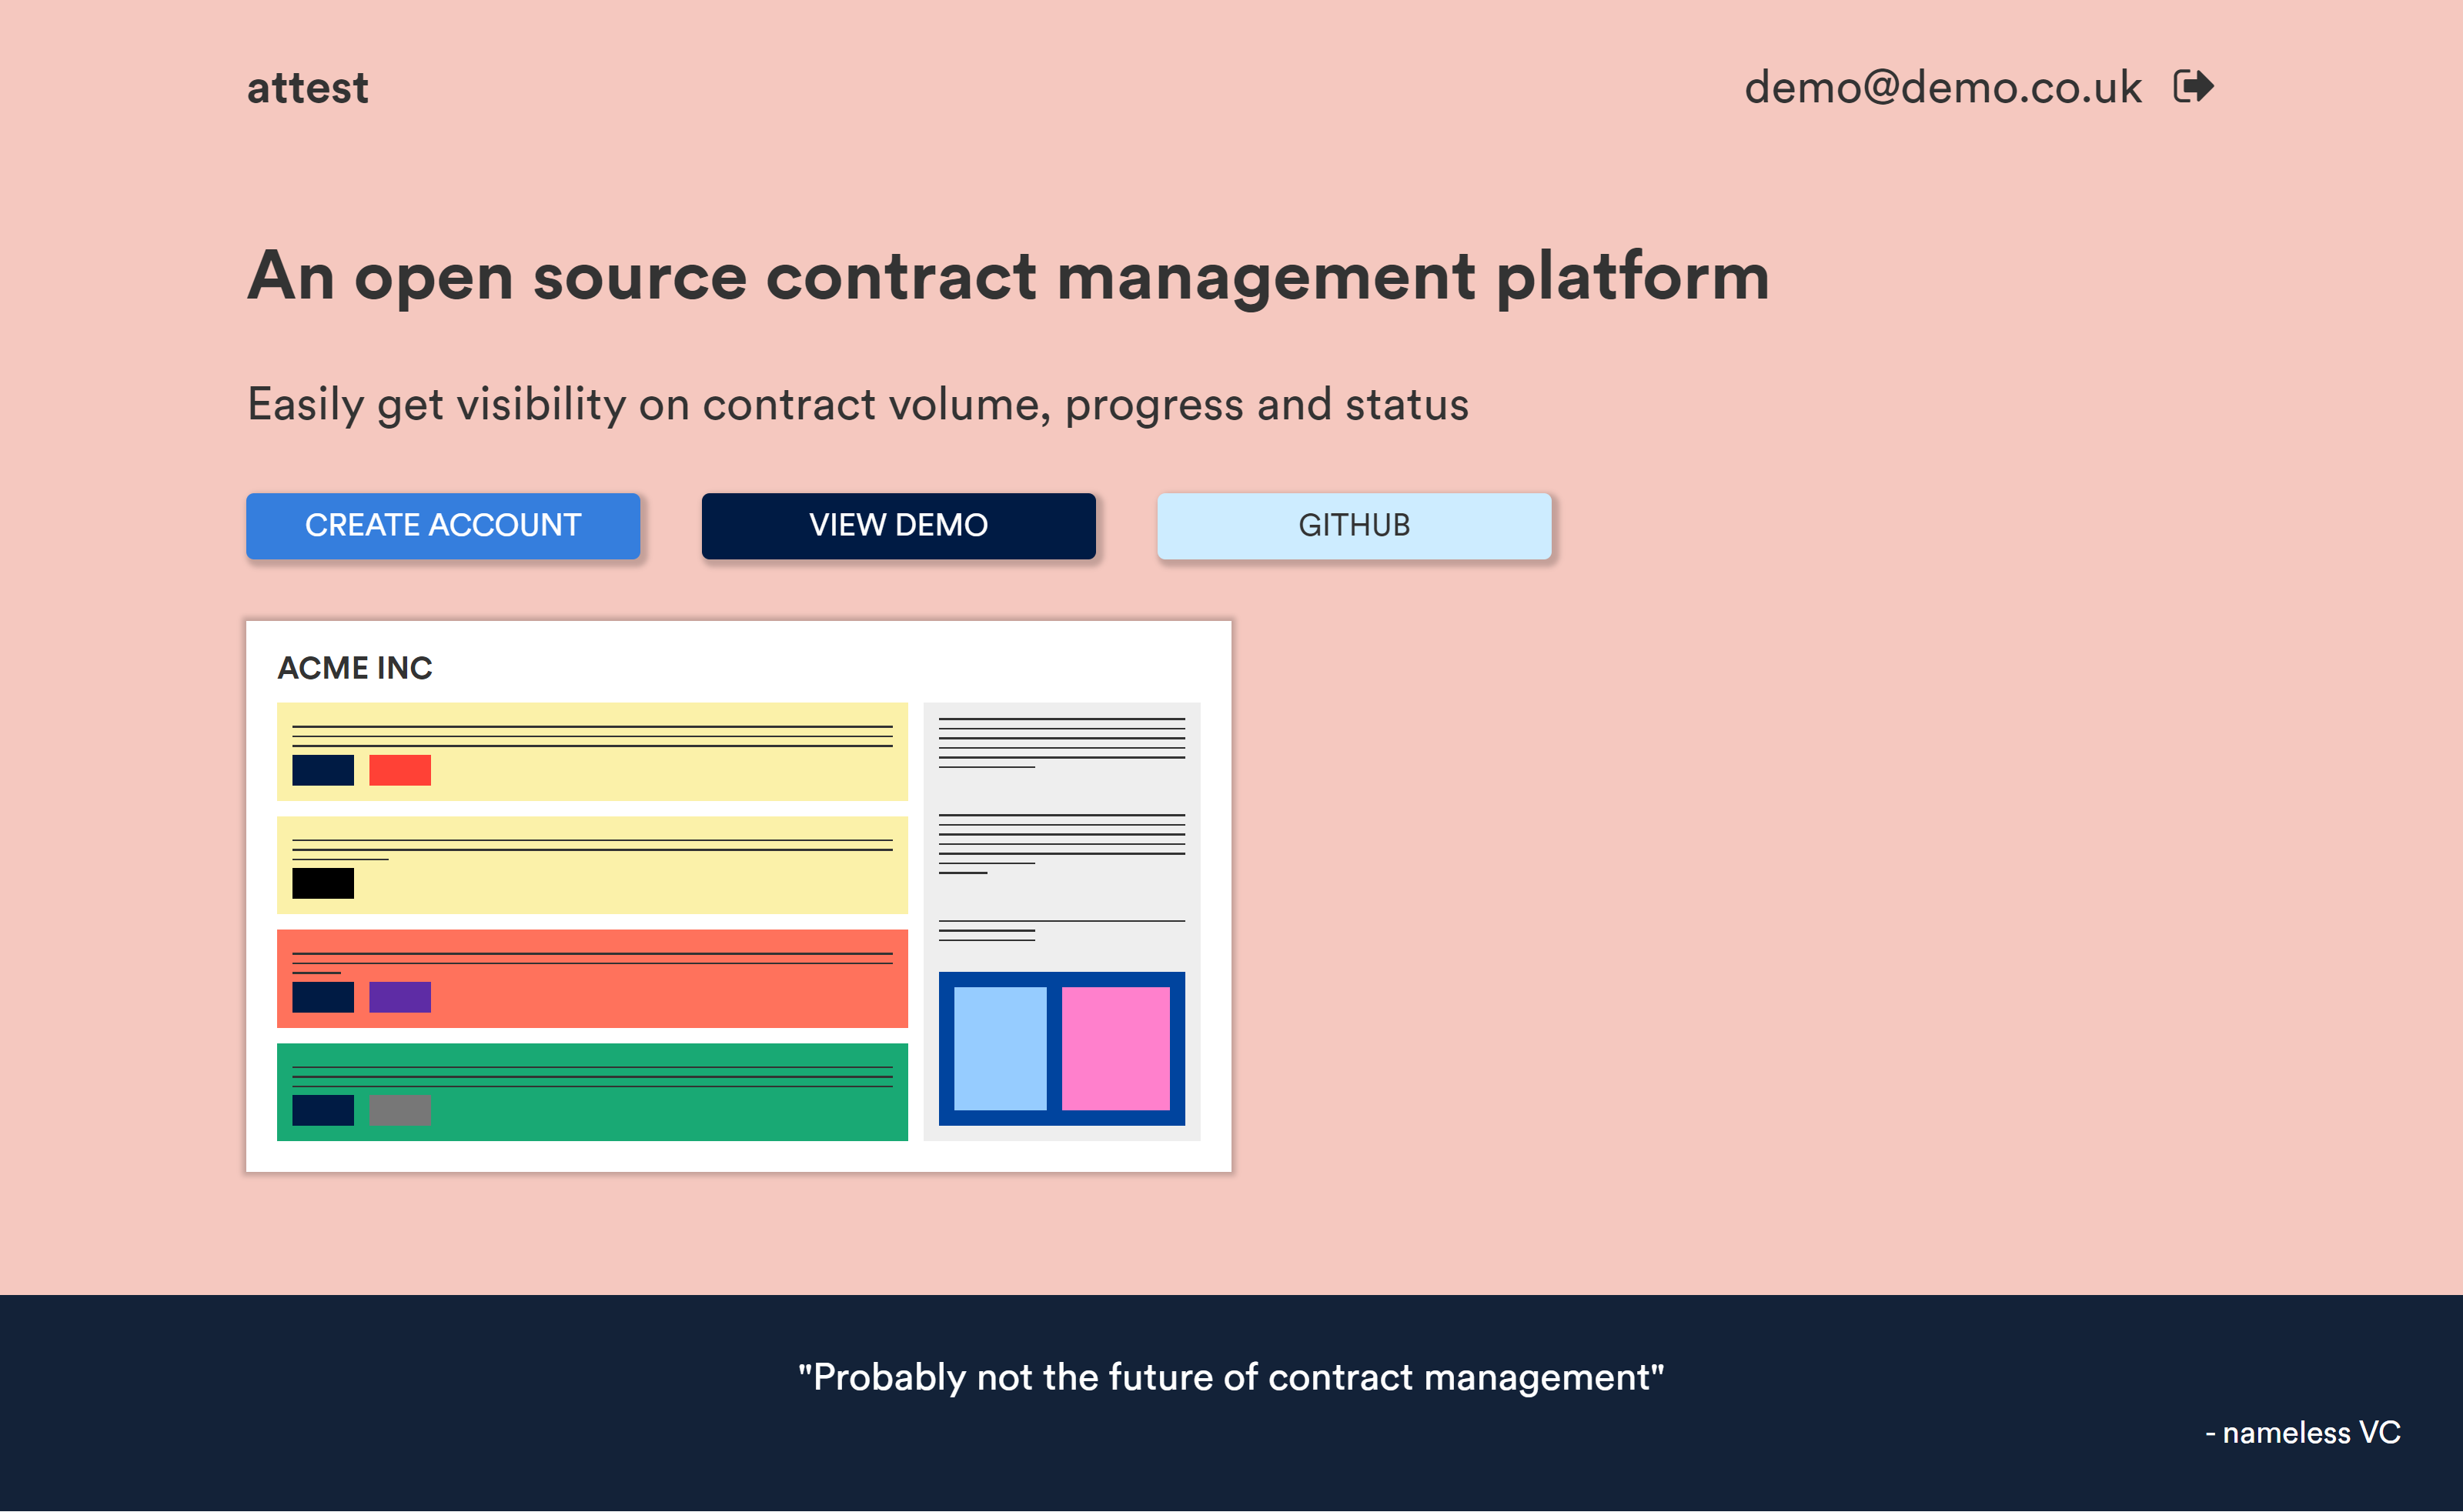 attest
demo@demo.co.uk
An open source contract management platform
Easily get visibility on contract volume, progress and status
CREATE ACCOUNT
VIEW DEMO
GITHUB
ACME INC
"Probably not the future of contract management"
- nameless VC